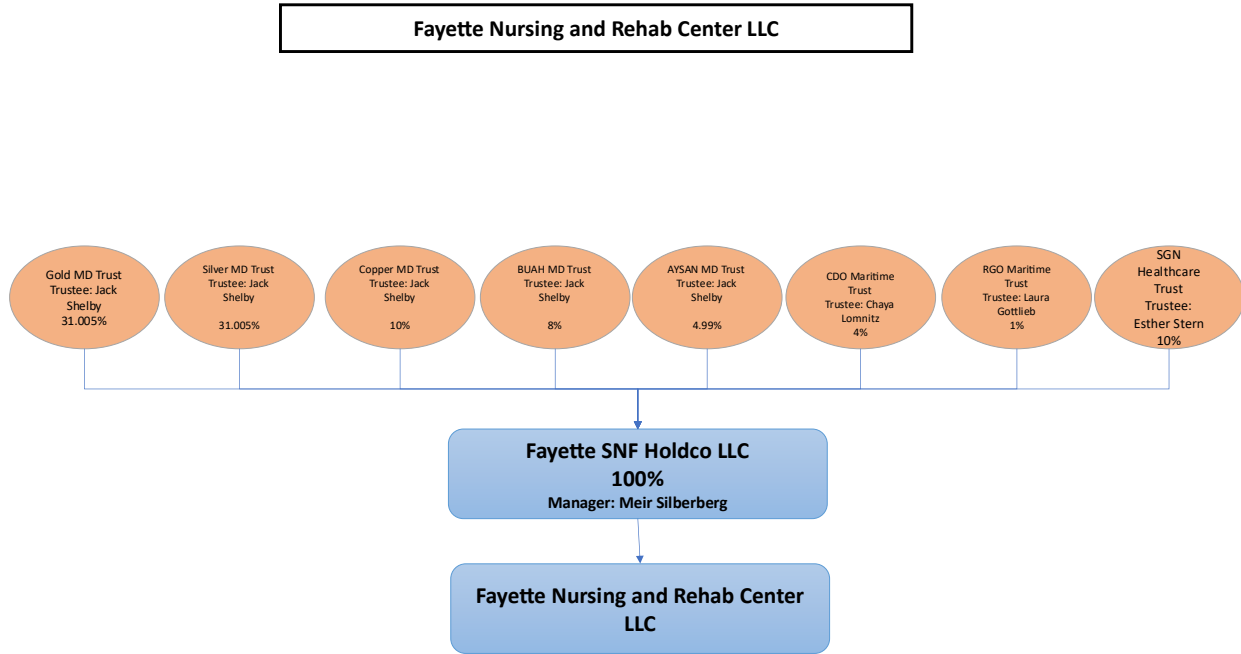 Fayette Nursing and Rehab Center LLC
Gold MD Trust
Trustee: Jack
Shelby
31.005%
Silver MD Trust
Trustee: Jack
Shelby
31.005%
Copper MD Trust
Trustee: Jack
Shelby
10%
BUAH MD Trust
Trustee: Jack
Shelby
8%
AYSAN MD Trust
Trustee: Jack
Shelby
4.99%
CDO Maritime
Trust
Trustee: Chaya
Lomnitz
4%
RGO Maritime
Trust
Trustee: Laura
Gottlieb
1%
SGN
Healthcare
Trust
Trustee:
Esther Stern
10%
Fayette SNF Holdco LLC
100%
Manager: Meir Silberberg
Fayette Nursing and Rehab Center
LLC